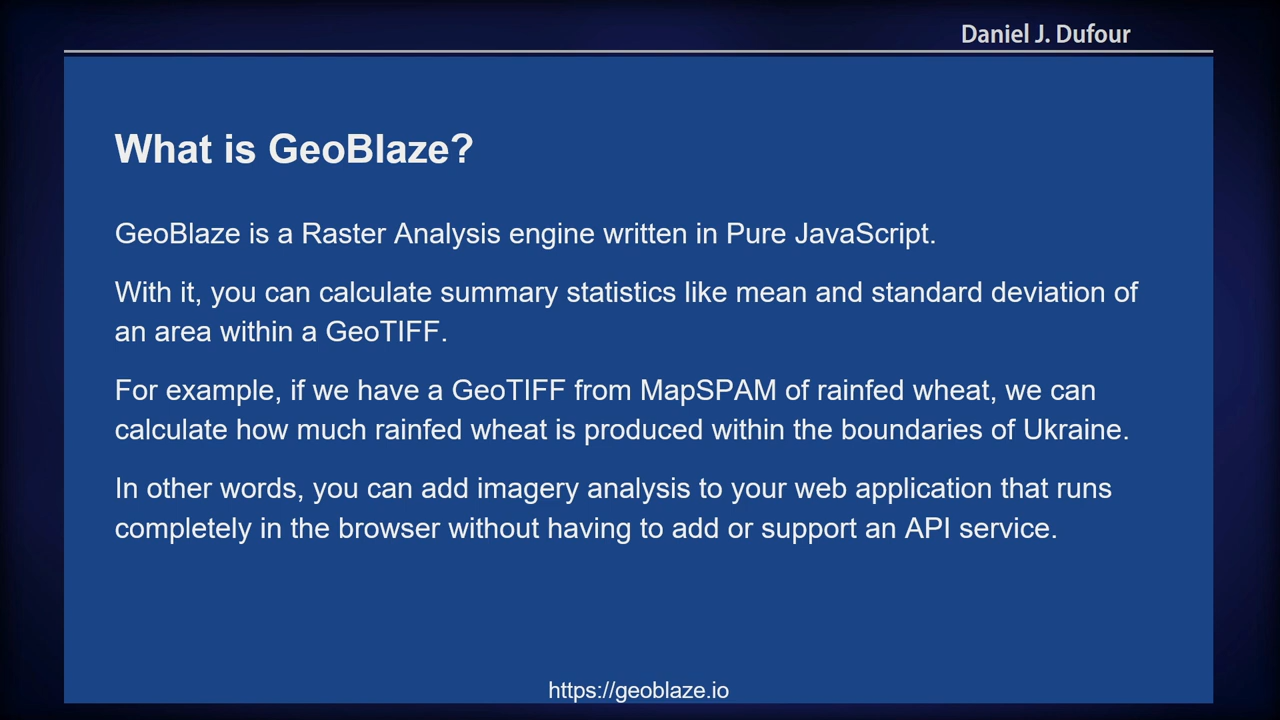 Daniel J. Dufour
What is GeoBlaze?
GeoBlaze is a Raster Analysis engine written in Pure JavaScript.
With it, you can calculate summary statistics like mean and standard deviation of
an area within a GeoTIFF.
For example, if we have a GeoTIFF from MapSPAM of rainfed wheat, we can
calculate how much rainfed wheat is produced within the boundaries of Ukraine.
In other words, you can add imagery analysis to your web application that runs
completely in the browser without having to add or support an API service.
https://geoblaze.io